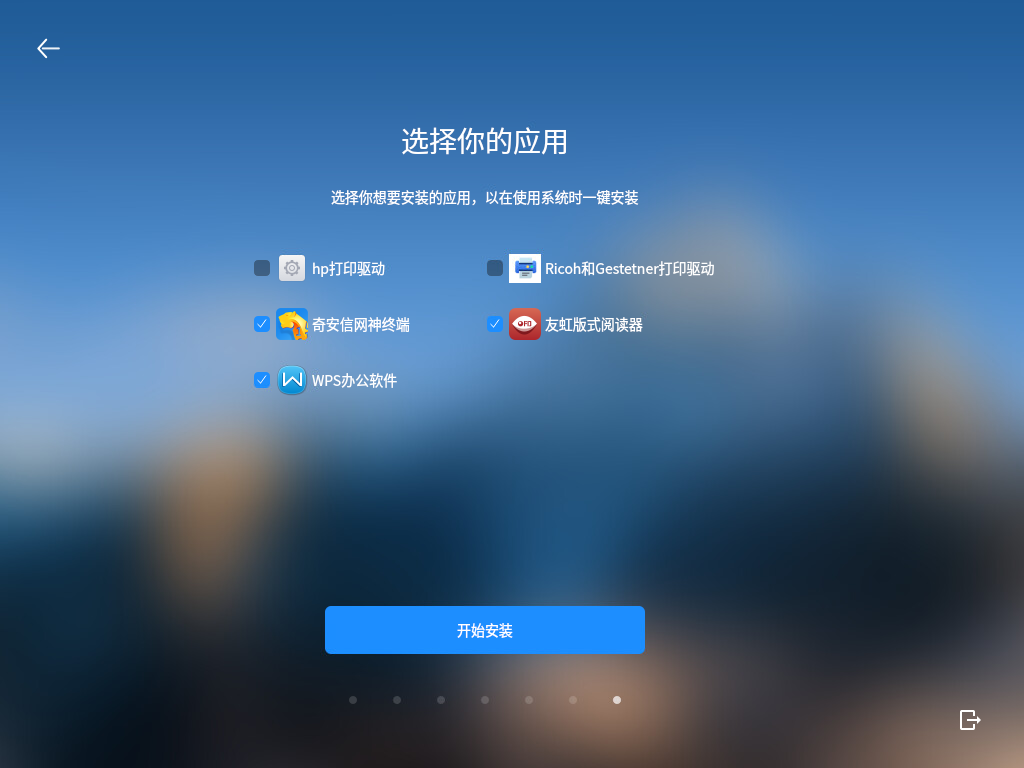 选择你的应用
选择你想要安装的应用，以在使用系统时一键安装
hp打印驱动
Ricoh和Gestetner打印驱动
奇安信网神终端
友虹版式阅读器
WPS办公软件
开始安装